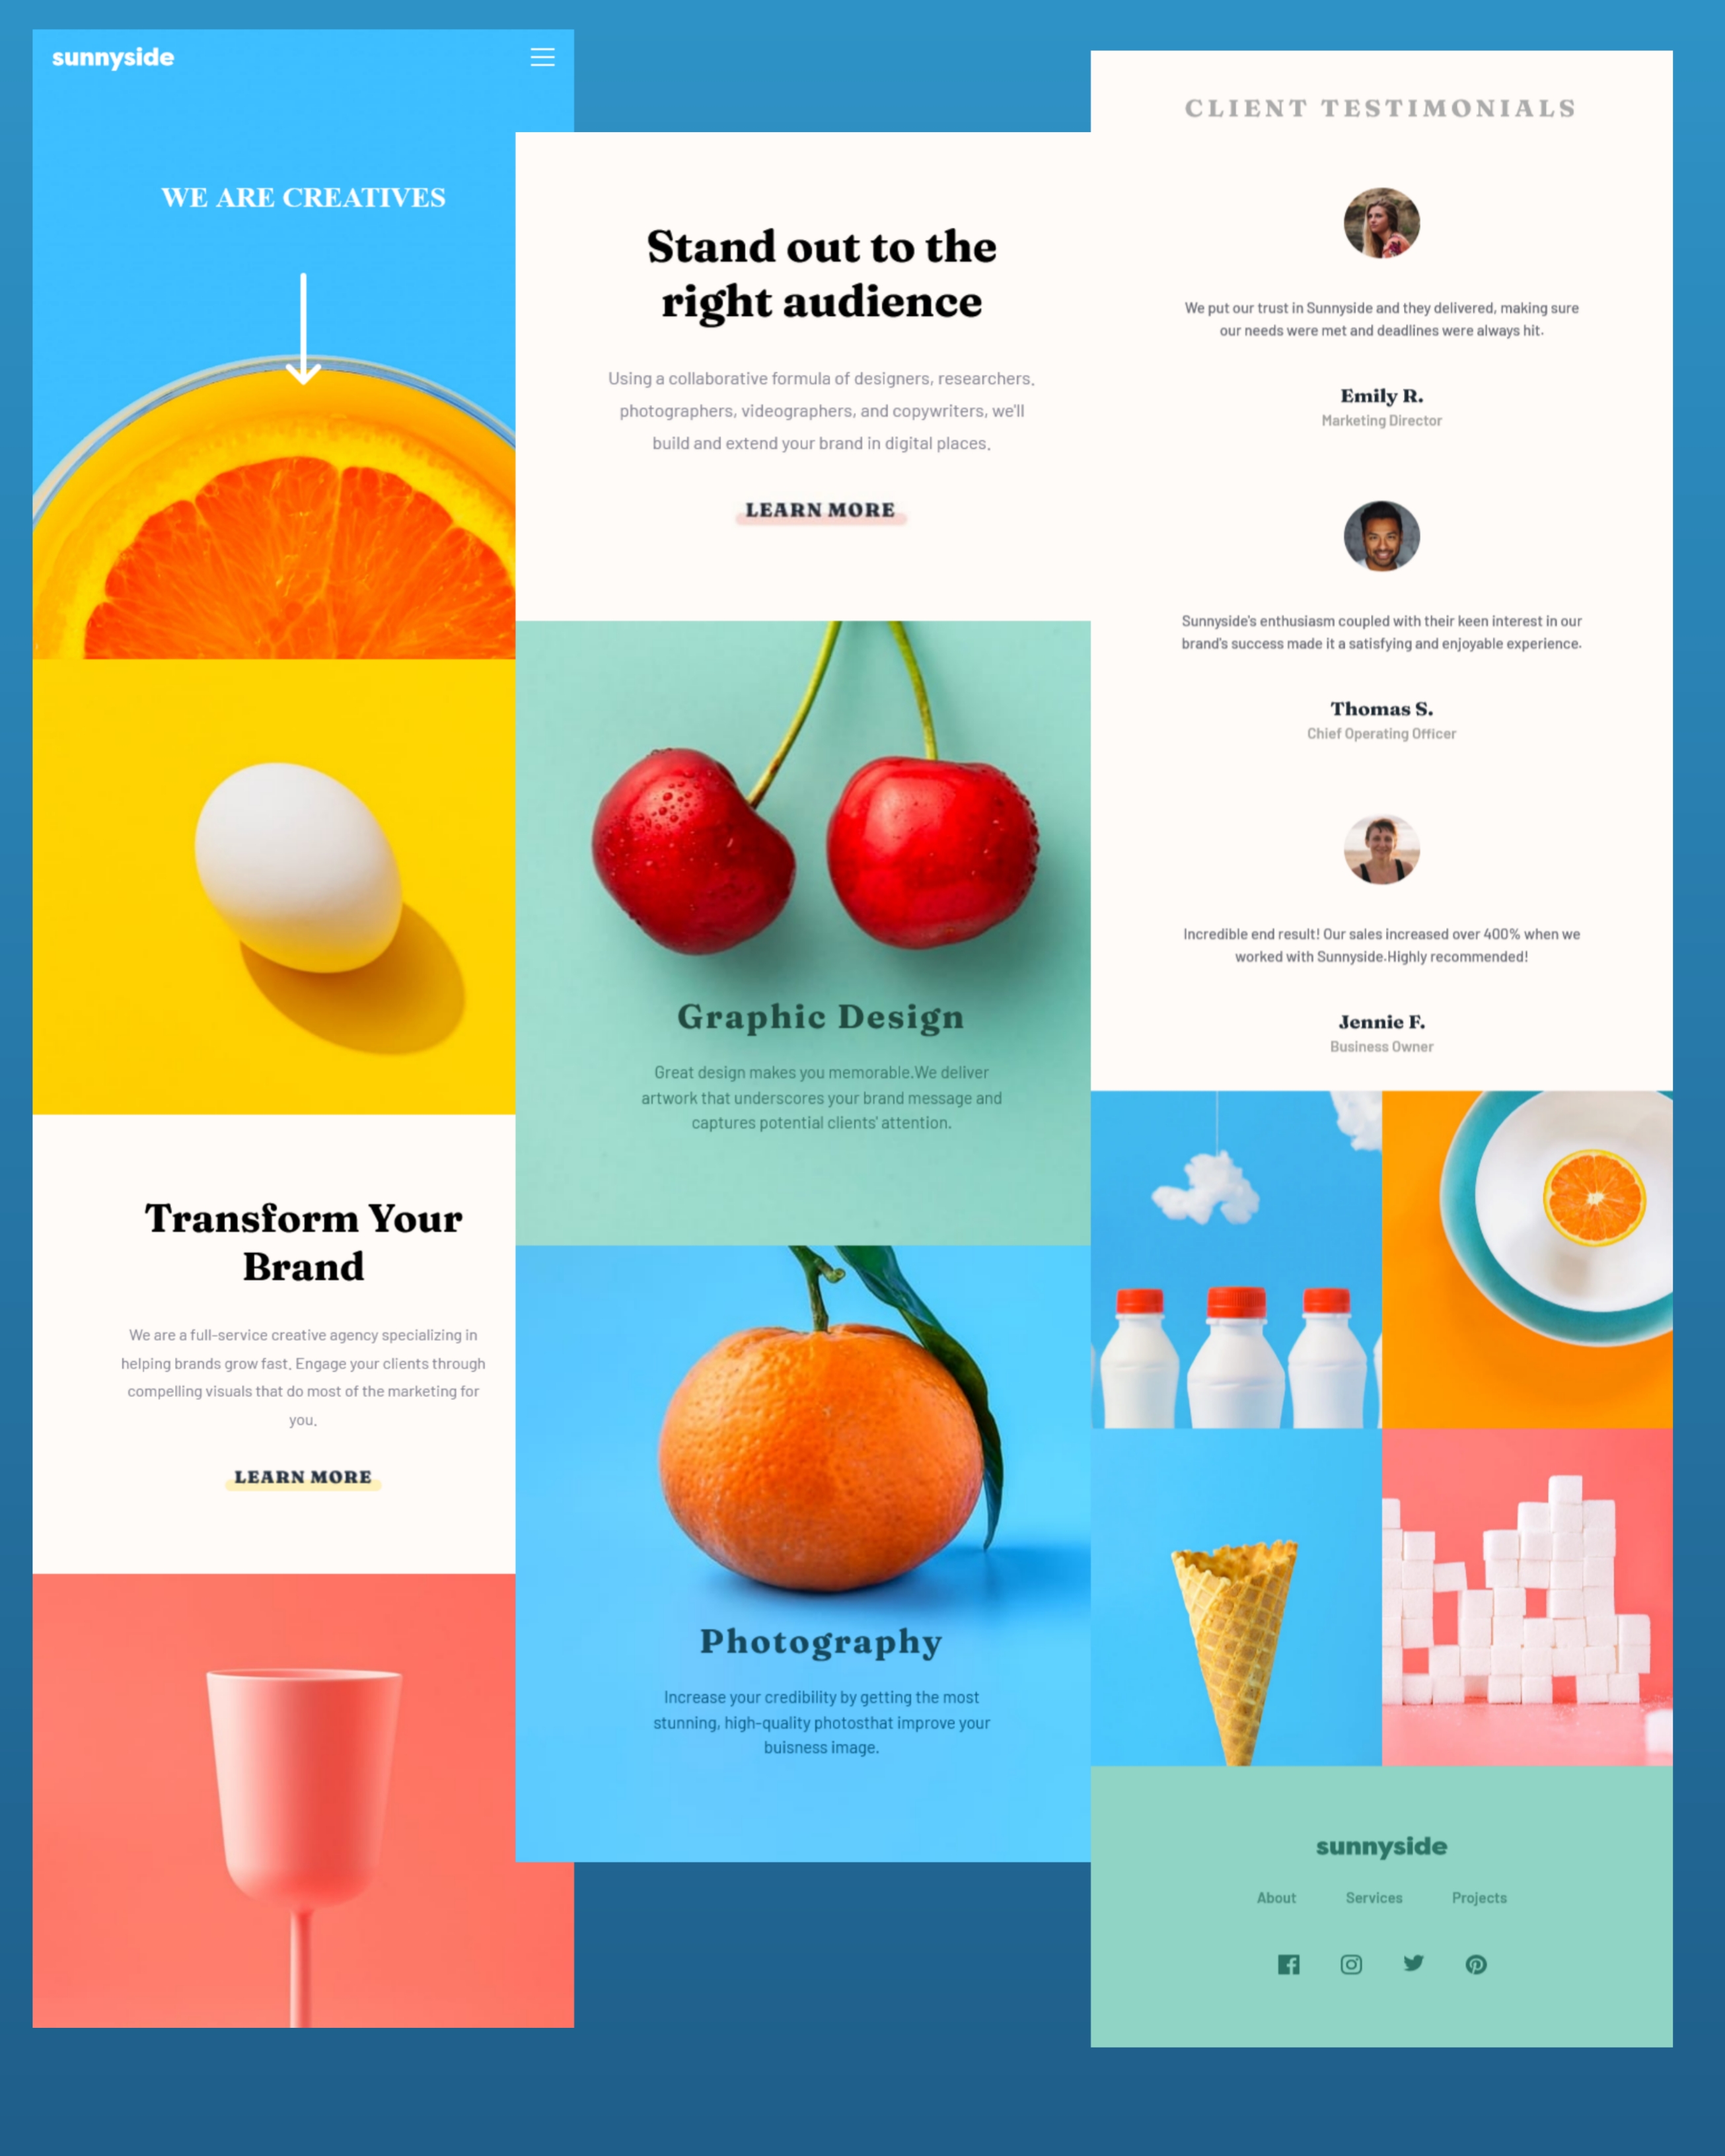 sunnyside
WE ARE CREATIVES
Transform Your
Brand
We are a full-service creative agency specializing in
helping brands grow fast. Engage your clients through
compelling visuals that do most of the marketing for
you.
LEARN MORE
Stand out to the
right audience
Using a collaborative formula of designers, researchers.
photographers, videographers, and copywriters, we'll
build and extend your brand in digital places.
LEARN MORE
Graphic Design
Great design makes you memorable.We deliver
artwork that underscores your brand message and
captures potential clients' attention.
Photography
Increase your credibility by getting the most
stunning, high-quality photosthat improve your
buisness image.
CLIENT TESTIMONIALS
We put our trust in Sunnyside and they delivered, making sure
our needs were met and deadlines were always hit.
Emily R.
Marketing Director
Sunnyside's enthusiasm coupled with their keen interest in our
brand's success made it a satisfying and enjoyable experience.
Thomas S.
Chief Operating Officer
Incredible end result! Our sales increased over 400% when we
worked with Sunnyside.Highly recommended!
Jennie F.
Business Owner
sunnyside
About Services Projects